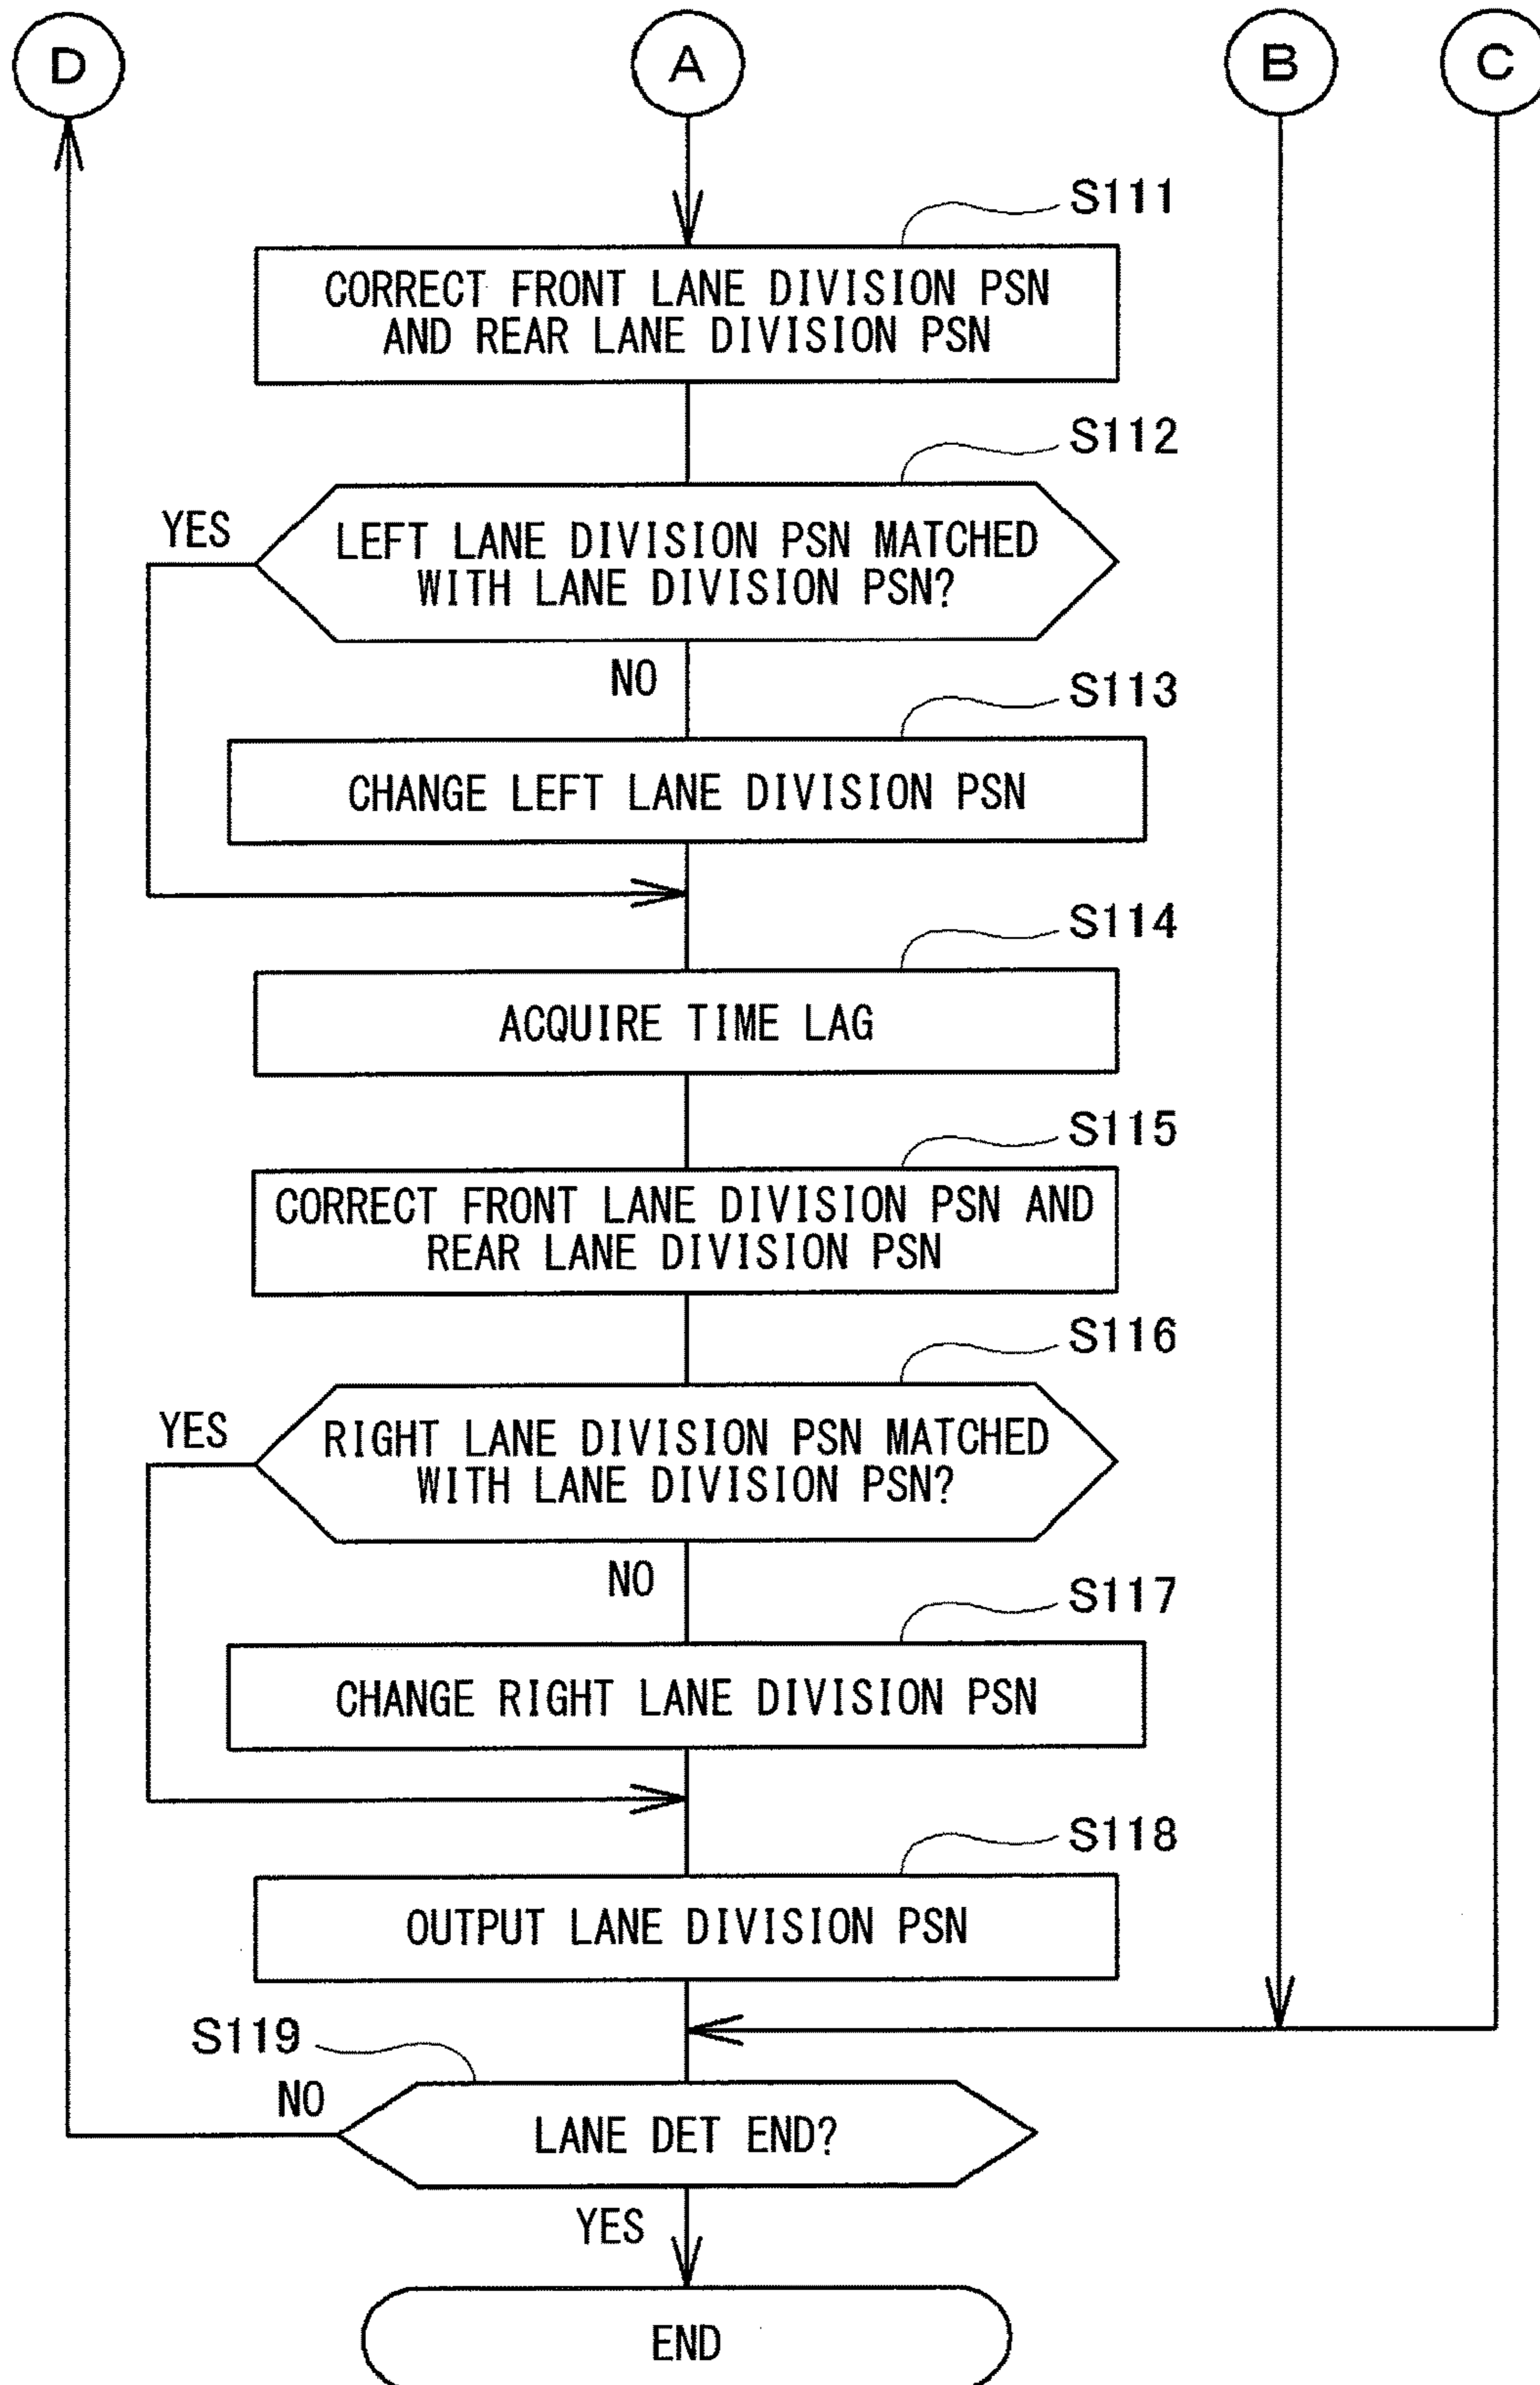 D
A
B
C
S111
CORRECT FRONT LANE DIVISION PSN
AND REAR LANE DIVISION PSN
S112
YES
LEFT LANE DIVISION PSN MATCHED
WITH LANE DIVISION PSN?
NO
S113
CHANGE LEFT LANE DIVISION PSN
S114
ACQUIRE TIME LAG
S115
CORRECT FRONT LANE DIVISION PSN AND
REAR LANE DIVISION PSN
S116
YES
RIGHT LANE DIVISION PSN MATCHED
WITH LANE DIVISION PSN?
NO
S117
CHANGE RIGHT LANE DIVISION PSN
S118
OUTPUT LANE DIVISION PSN
S119
NO
LANE DET END?
YES
END